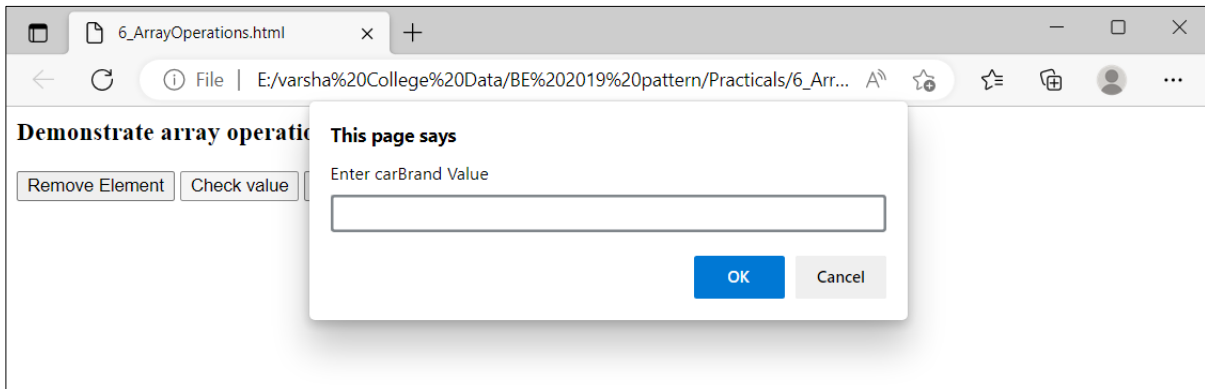 6_ArrayOperations.html
File
E:/varsha%20College%20Data/BE%202019%20pattern/Practicals/6_Arr...
Demonstrate array
This page says
Enter carBrand Value
Remove Element
Check value
OK
Cancel